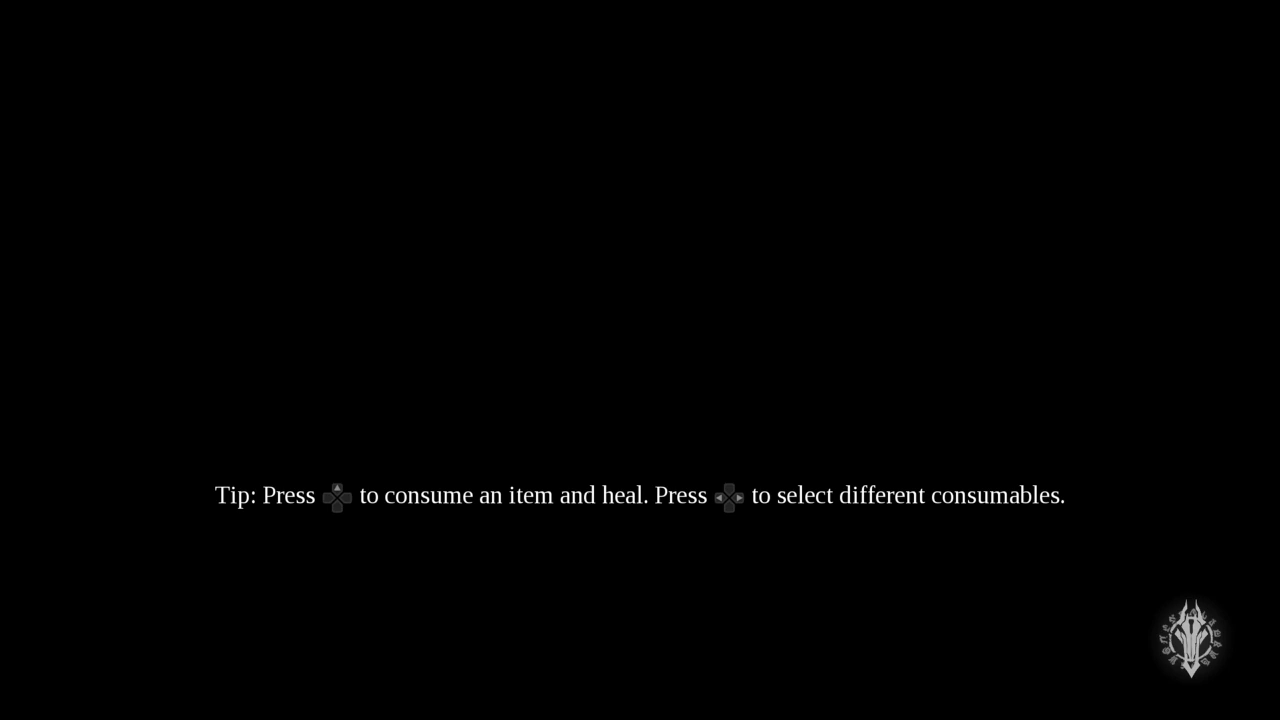 Tip: Press to consume an item and heal. Press to select different consumables.